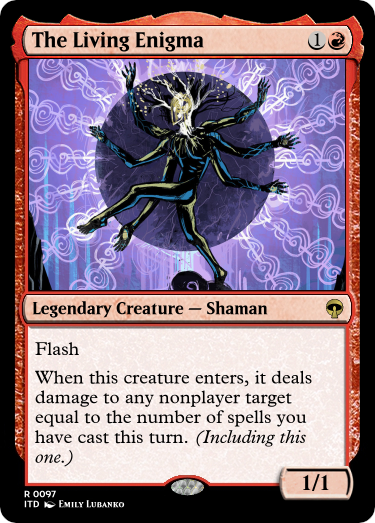 The Living Enigma 1
Legendary Creature — Shaman
Flash
When this creature enters, it deals
damage to any nonplayer target
equal to the number of spells you
have cast this turn. (Including this
one.)
1/1
R 0097
ITD Emily Lubanko